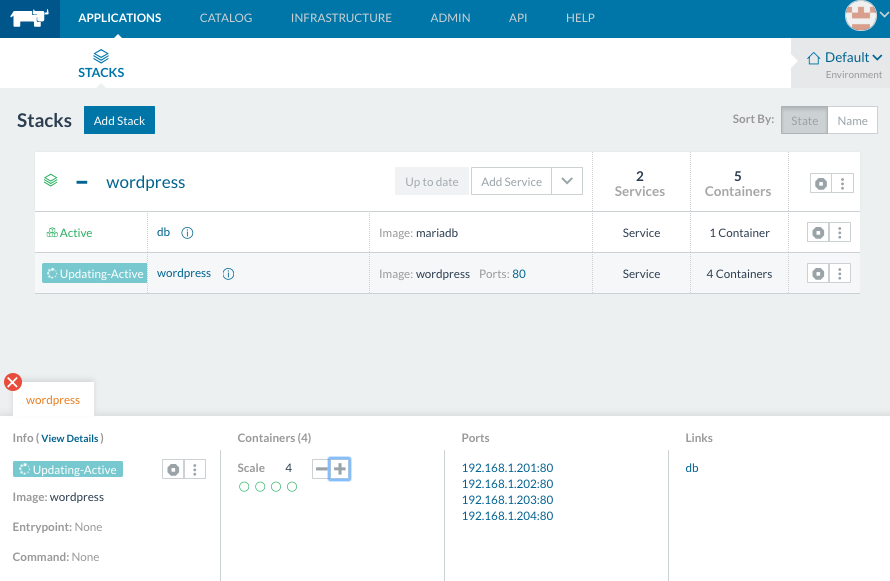 APPLICATIONS CATALOG INFRASTRUCTURE ADMIN API HELP
STACKS
Default
Environment
Stacks Add Stack Sort By: State Name
wordpress Up to date Add Service 2 Services 5 Containers
Active db Image: mariadb Service 1 Container
Updating-Active wordpress Image: wordpress Ports: 80 Service 4 Containers
wordpress
Info ( View Details ) Containers (4) Ports Links
Updating-Active Scale 4 192.168.1.201:80 db
192.168.1.202:80
Image: wordpress 192.168.1.203:80
192.168.1.204:80
Entrypoint: None
Command: None